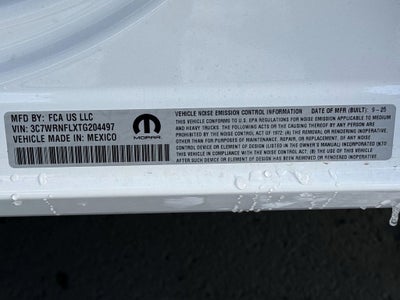 MFD BY: FCA US LLC
VIN: 3C7WRNFLXTG204497
VEHICLE MADE IN: MEXICO
MOPAR
VEHICLE NOISE EMISSION CONTROL INFORMATION DATE OF MFR (BUILT): 9-25
THIS VEHICLE CONFORMS TO U.S. EPA REGULATIONS FOR NOISE EMISSION APPLICABLE TO MEDIUM
AND HEAVY TRUCKS. THE FOLLOWING ACTS OR THE CAUSING THEREOF BY ANY PERSON ARE
PROHIBITED BY THE NOISE CONTROL ACT OF 1972: (A) THE REMOVAL OR RENDERING INOPERATIVE,
OTHER THAN FOR PURPOSES OF MAINTENANCE, REPAIR, OR REPLACEMENT, OF ANY NOISE
CONTROL DEVICE OR ELEMENT OF DESIGN (LISTED IN THE OWNER'S MANUAL) INCORPORATED INTO
THIS VEHICLE IN COMPLIANCE WITH THE NOISE CONTROL ACT; (B) THE USE OF THIS VEHICLE
AFTER SUCH DEVICE OR ELEMENT OF DESIGN HAS BEEN REMOVED OR RENDERED INOPERATIVE.